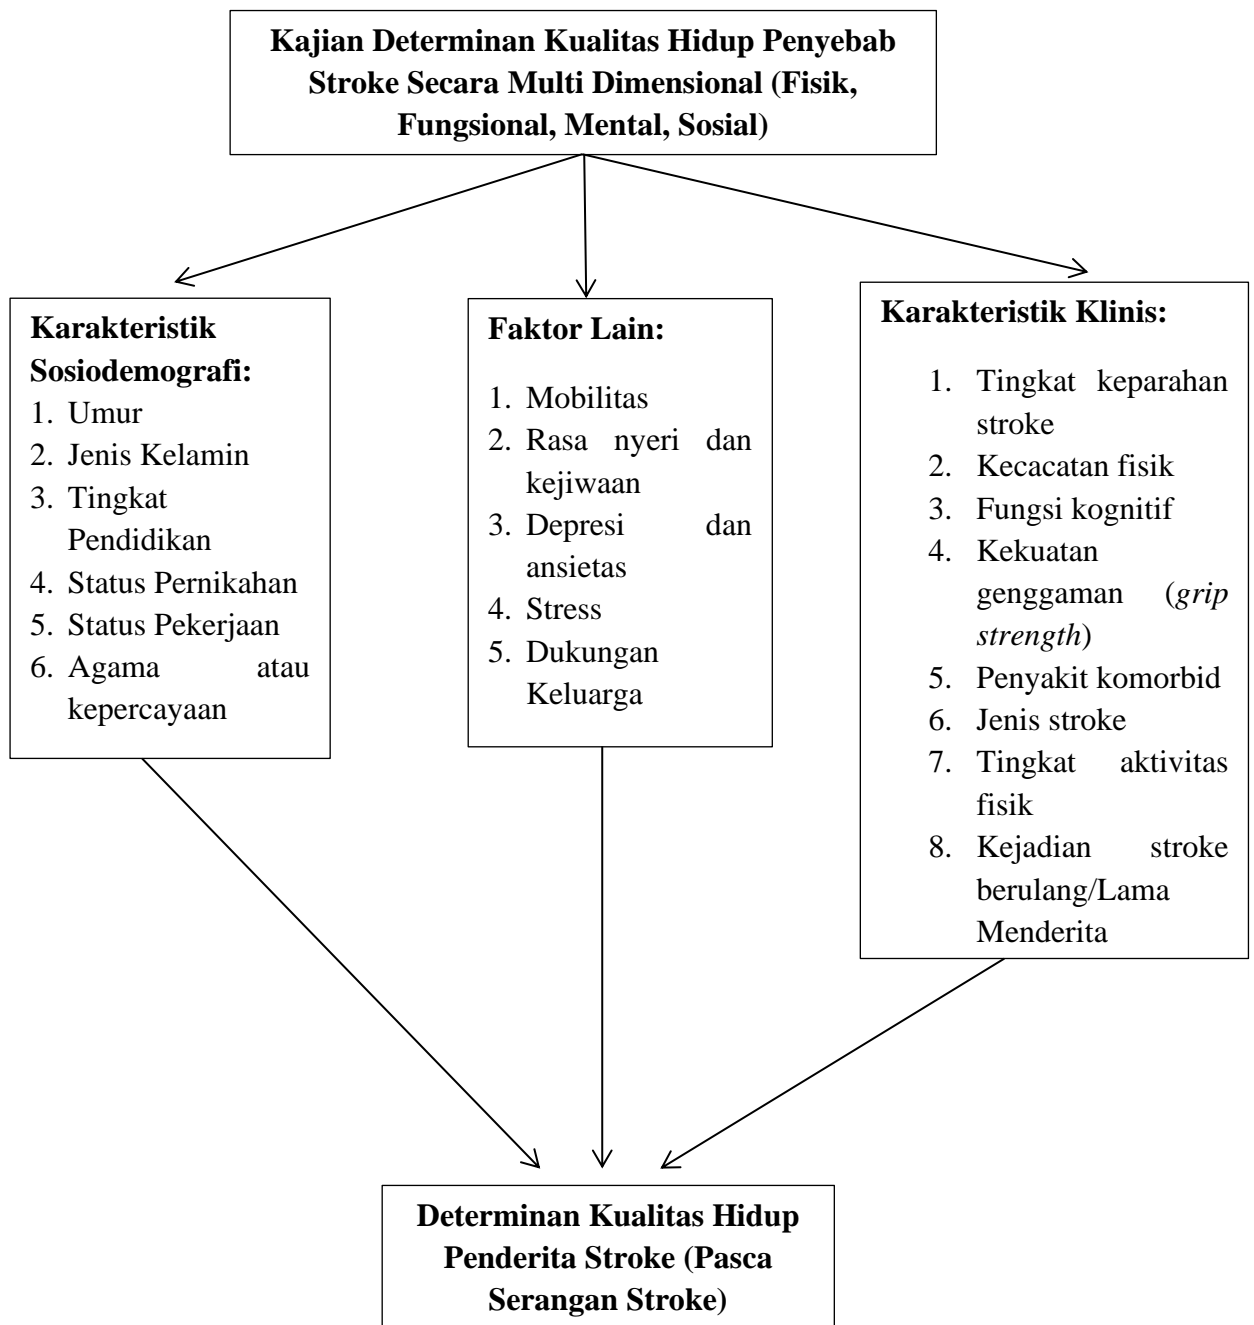 Kajian Determinan Kualitas Hidup Penyebab
Stroke Secara Multi Dimensional (Fisik,
Fungsional, Mental, Sosial)
Karakteristik
Sosiodemografi:
1. Umur
2. Jenis Kelamin
3. Tingkat
Pendidikan
4. Status Pernikahan
5. Status Pekerjaan
6. Agama atau
kepercayaan
Faktor Lain:
1. Mobilitas
2. Rasa nyeri dan
kejiwaan
3. Depresi dan
ansietas
4. Stress
5. Dukungan
Keluarga
Karakteristik Klinis:
1. Tingkat keparahan
stroke
2. Kecacatan fisik
3. Fungsi kognitif
4. Kekuatan
genggaman (grip
strength)
5. Penyakit komorbid
6. Jenis stroke
7. Tingkat aktivitas
fisik
8. Kejadian stroke
berulang/Lama
Menderita
Determinan Kualitas Hidup
Penderita Stroke (Pasca
Serangan Stroke)